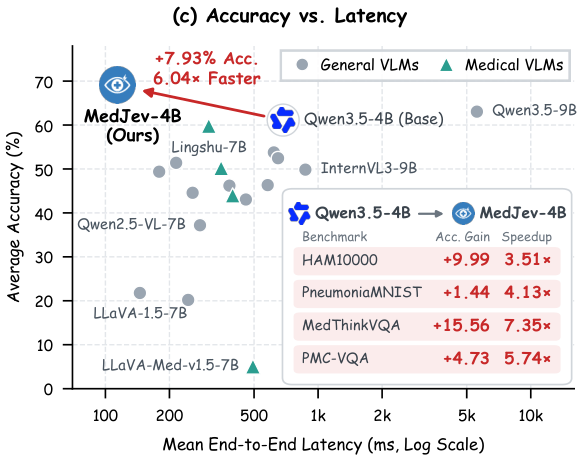 (c) Accuracy vs. Latency
+7.93% Acc.
6.04× Faster
General VLMs
Medical VLMs
MedJev-4B
(Ours)
Qwen3.5-4B (Base)
Qwen3.5-9B
Lingshu-7B
InternVL3-9B
Qwen2.5-VL-7B
LLaVA-1.5-7B
LLaVA-Med-v1.5-7B
Qwen3.5-4B MedJev-4B
Benchmark Acc. Gain Speedup
HAM10000 +9.99 3.51×
PneumoniaMNIST +1.44 4.13×
MedThinkVQA +15.56 7.35×
PMC-VQA +4.73 5.74×
Average Accuracy (%)
70
60
50
40
30
20
10
0
100 200 500 1k 2k 5k 10k
Mean End-to-End Latency (ms, Log Scale)